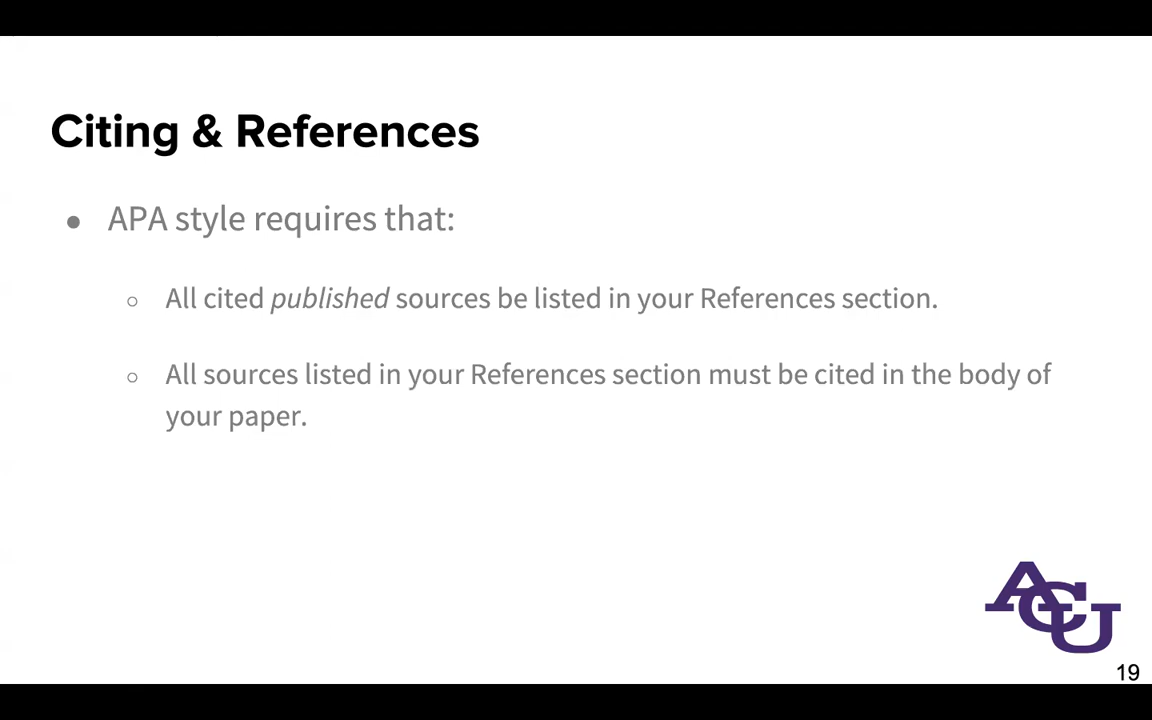 Citing & References
● APA style requires that:
○ All cited published sources be listed in your References section.
○ All sources listed in your References section must be cited in the body of
your paper.
ACU
19